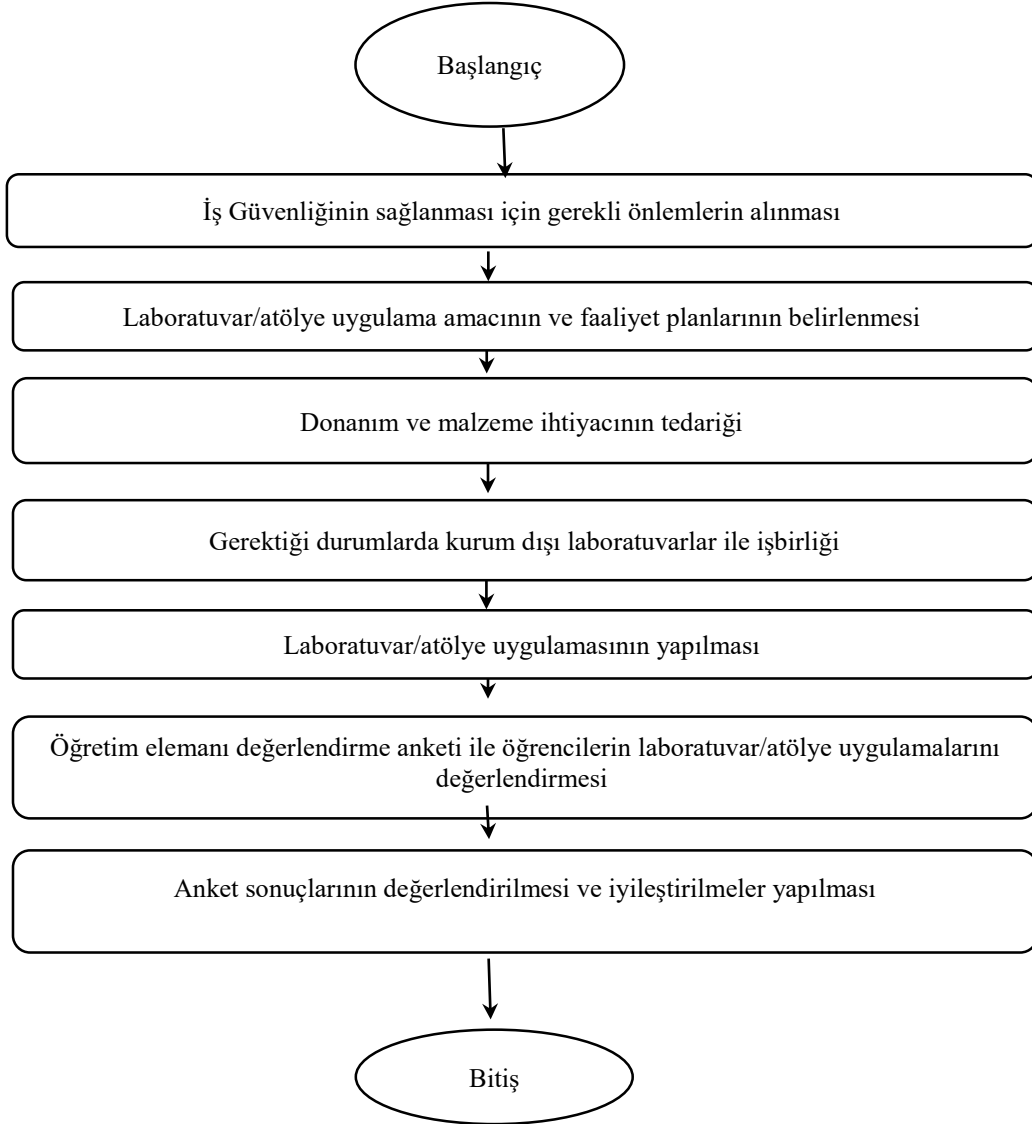 Başlangıç
İş Güvenliğinin sağlanması için gerekli önlemlerin alınması
Laboratuvar/atölye uygulama amacının ve faaliyet planlarının belirlenmesi
Donanım ve malzeme ihtiyacının tedariği
Gerektiği durumlarda kurum dışı laboratuvarlar ile işbirliği
Laboratuvar/atölye uygulamasının yapılması
Öğretim elemanı değerlendirme anketi ile öğrencilerin laboratuvar/atölye uygulamalarını
değerlendirmesi
Anket sonuçlarının değerlendirilmesi ve iyileştirilmeler yapılması
Bitiş